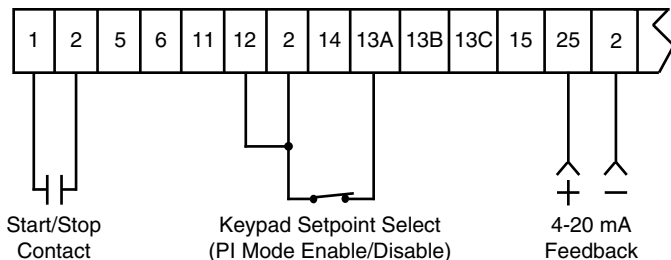 1 2 5 6 11 12 2 14 13A 13B 13C 15 25 2
+ −
Start/Stop Keypad Setpoint Select 4-20 mA
Contact (PI Mode Enable/Disable) Feedback